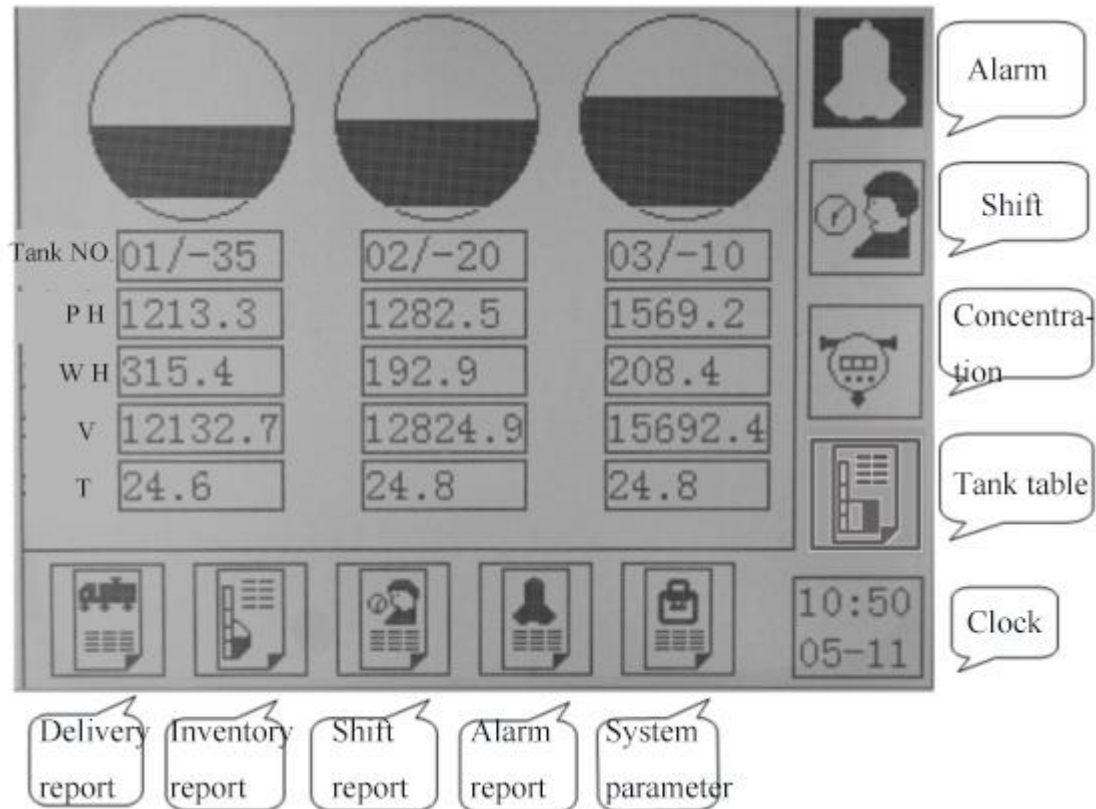 Alarm
Shift
Tank NO. 01/-35 02/-20 03/-10
P H 1213.3 1282.5 1569.2
Concentra-
tion
W H 315.4 192.9 208.4
V 12132.7 12824.9 15692.4
T 24.6 24.8 24.8
Tank table
10:50
05-11
Clock
Delivery
report
Inventory
report
Shift
report
Alarm
report
System
parameter